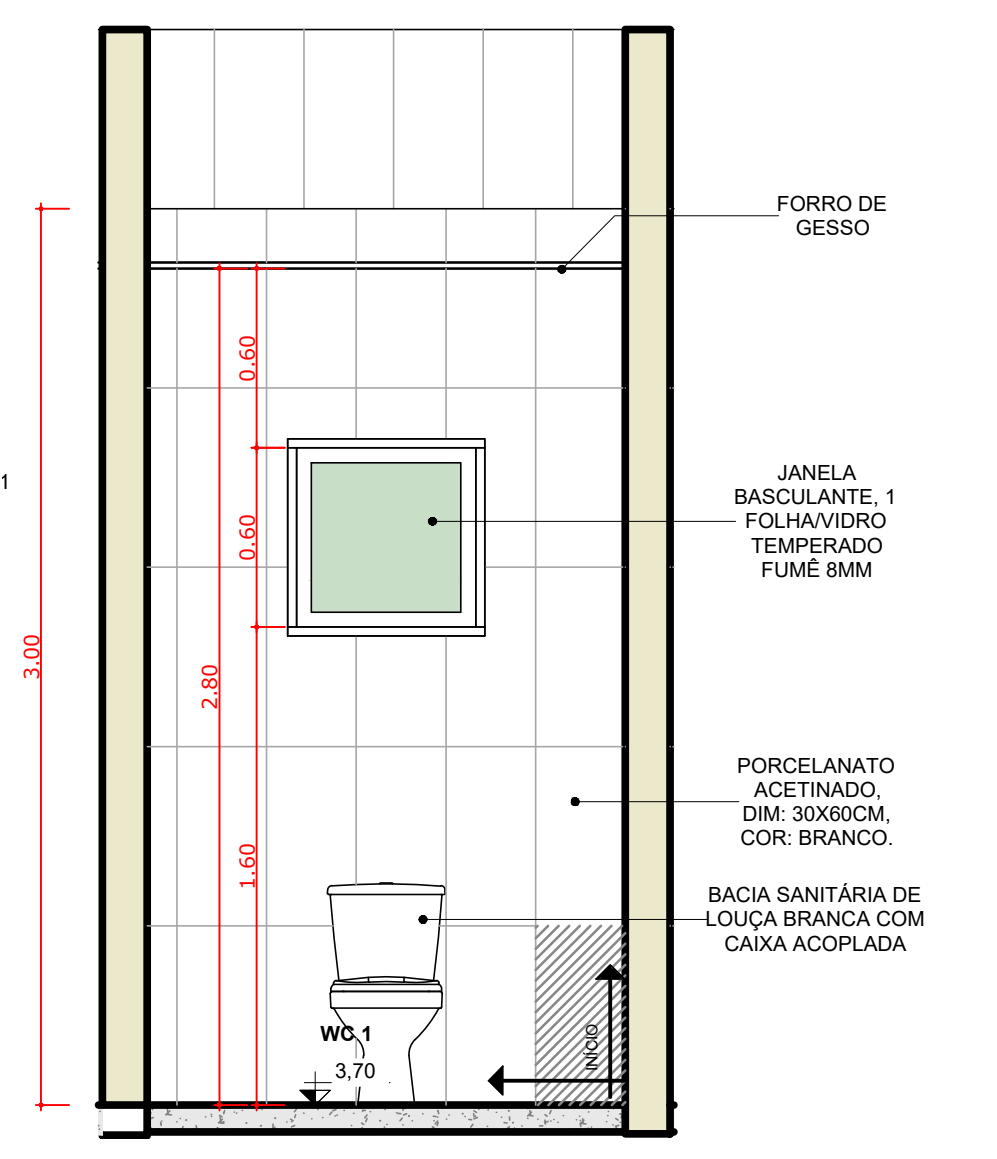 FORRO DE
GESSO
0.60
JANELA
BASCULANTE, 1
FOLHA/VIDRO
TEMPERADO
FUMÊ 8MM
1
0.60
3.00
2.80
PORCELANATO
ACETINADO,
DIM: 30X60CM,
COR: BRANCO.
1.60
BACIA SANITÁRIA DE
LOUÇA BRANCA COM
CAIXA ACOPLADA
WC 1
3,70
INÍCIO